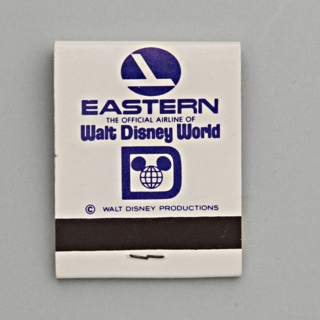 EASTERN
THE OFFICIAL AIRLINE OF
Walt Disney World
D
© WALT DISNEY PRODUCTIONS